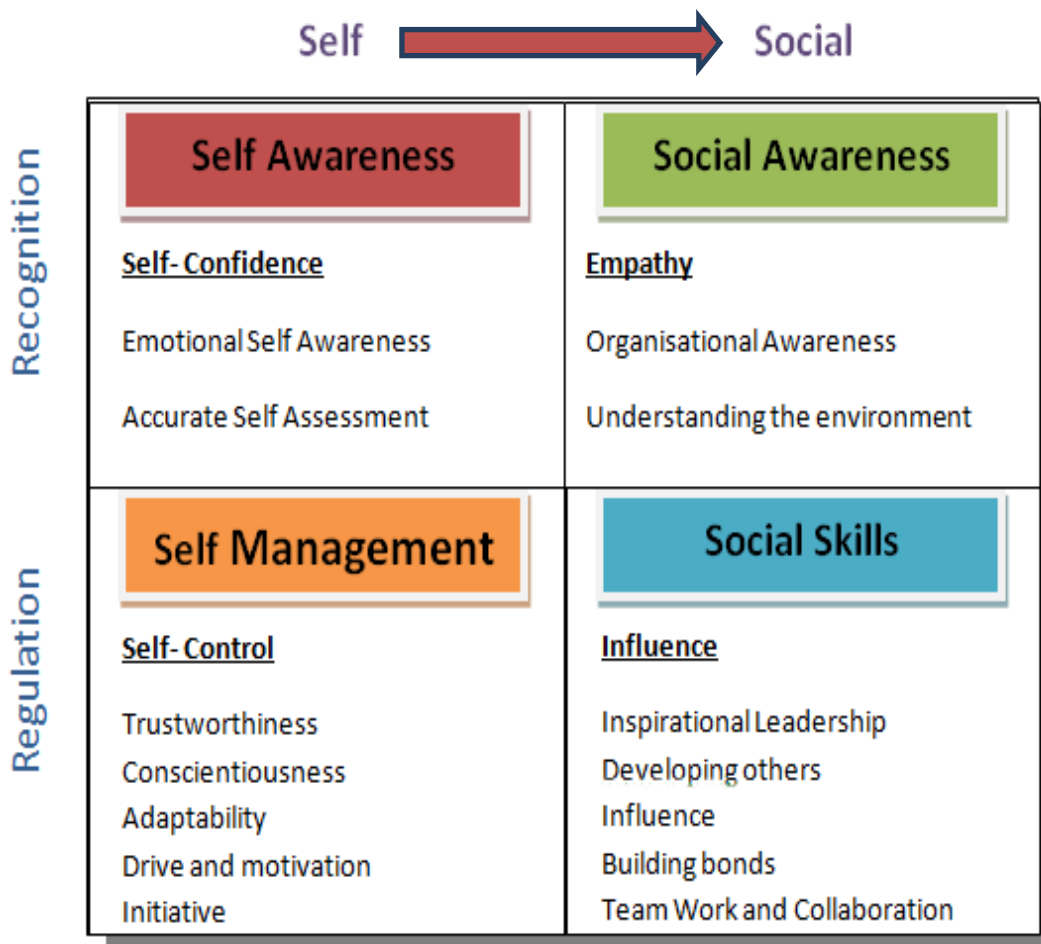 Self Social
Recognition
Self Awareness
Self- Confidence
Emotional Self Awareness
Accurate Self Assessment
Social Awareness
Empathy
Organisational Awareness
Understanding the environment
Regulation
Self Management
Self- Control
Trustworthiness
Conscientiousness
Adaptability
Drive and motivation
Initiative
Social Skills
Influence
Inspirational Leadership
Developing others
Influence
Building bonds
Team Work and Collaboration